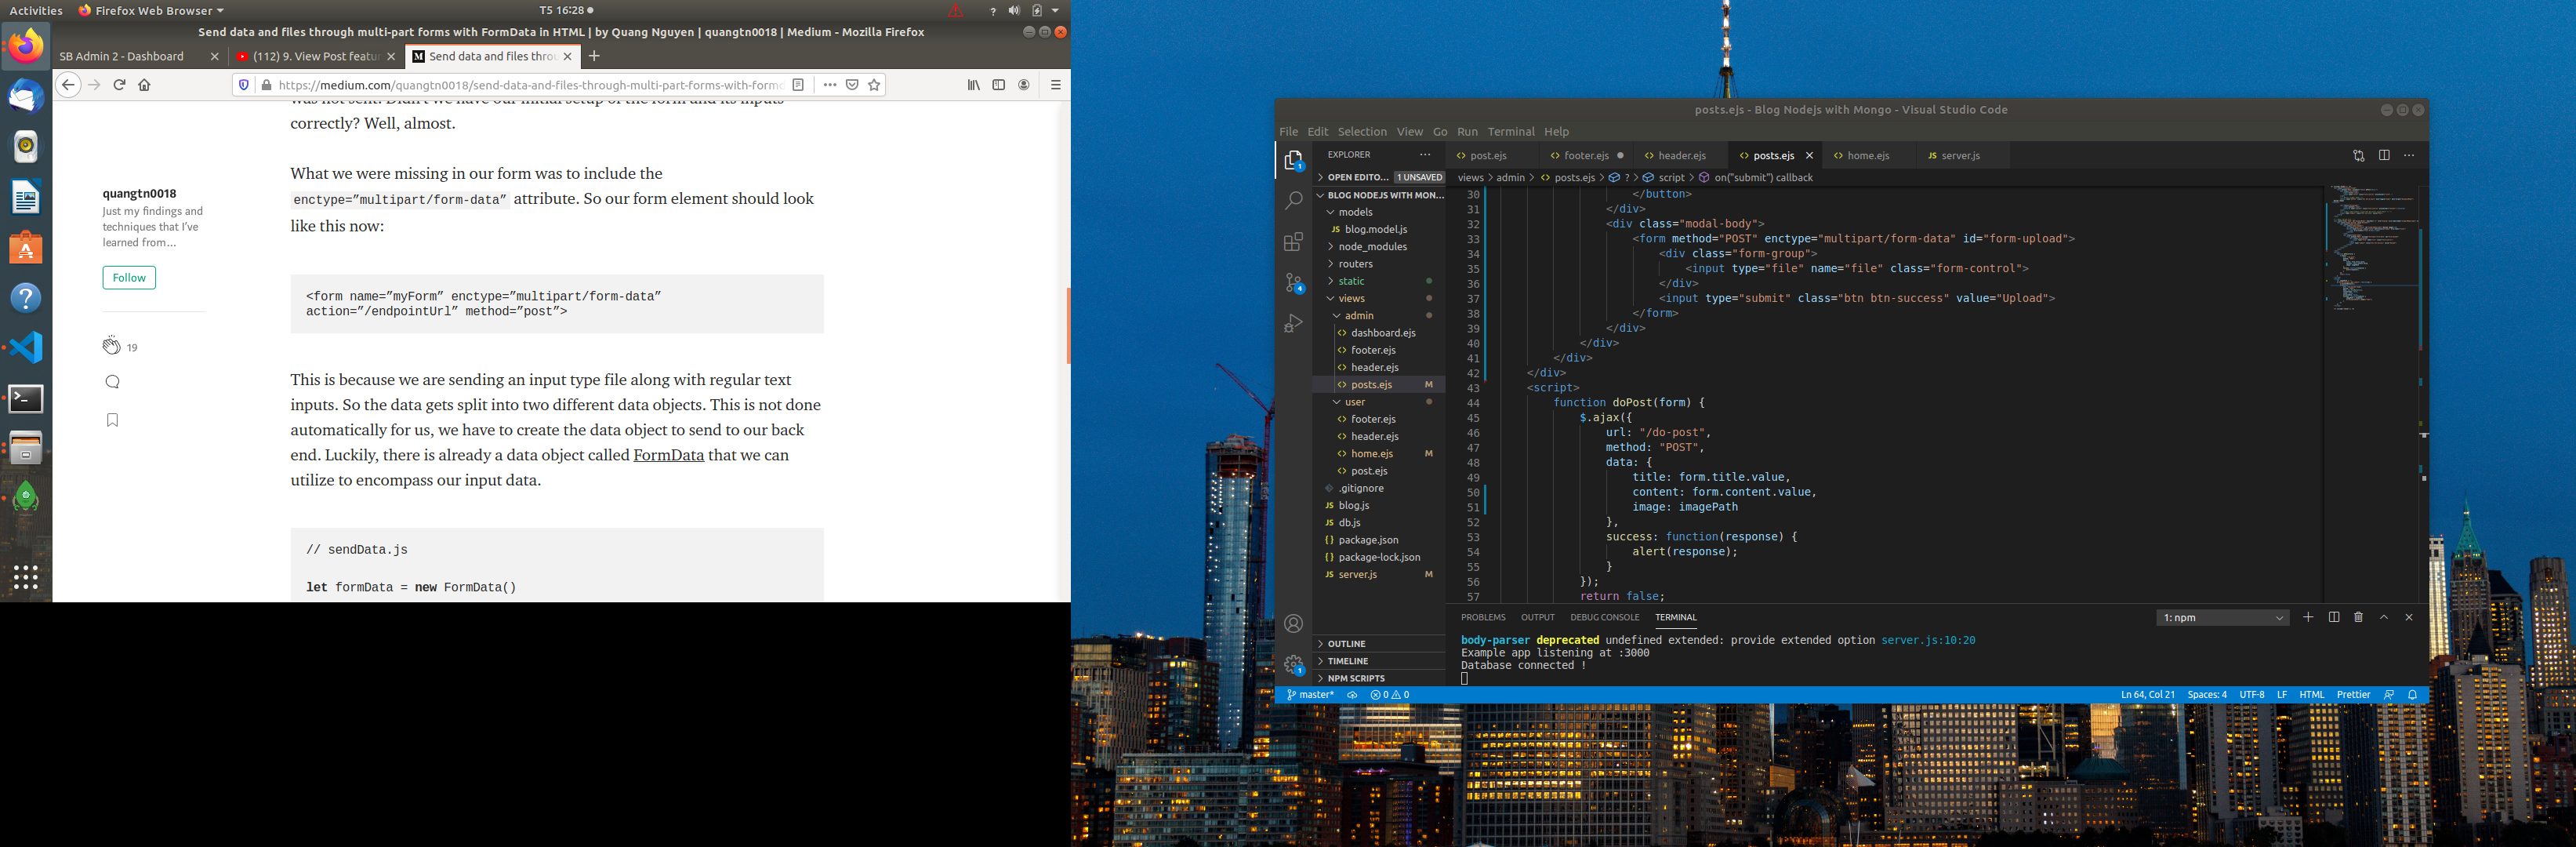 Activities
Firefox Web Browser
T5 16:28
Send data and files through multi-part forms with FormData in HTML | by Quang Nguyen | quangtn0018 | Medium - Mozilla Firefox
SB Admin 2 - Dashboard
(112) 9. View Post featur
Send data and files throu
https://medium.com/quangtn0018/send-data-and-files-through-multi-part-forms-with-formd
correctly? Well, almost.
What we were missing in our form was to include the
enctype=”multipart/form-data” attribute. So our form element should look
like this now:
quangtn0018
Just my findings and
techniques that I've
learned from...
Follow
19
<form name=”myForm” enctype=”multipart/form-data”
action=”/endpointUrl” method=”post”>
This is because we are sending an input type file along with regular text
inputs. So the data gets split into two different data objects. This is not done
automatically for us, we have to create the data object to send to our back
end. Luckily, there is already a data object called FormData that we can
utilize to encompass our input data.
// sendData.js
let formData = new FormData()
posts.ejs - Blog Nodejs with Mongo - Visual Studio Code
File Edit Selection View Go Run Terminal Help
EXPLORER
OPEN EDITO... 1 UNSAVED
BLOG NODEJS WITH MON...
models
blog.model.js
node_modules
routers
static
views
admin
dashboard.ejs
footer.ejs
header.ejs
posts.ejs M
user
footer.ejs
header.ejs
home.ejs M
post.ejs
.gitignore
blog.js
db.js
package.json
package-lock.json
server.js M
OUTLINE
TIMELINE
NPM SCRIPTS
post.ejs footer.ejs header.ejs posts.ejs home.ejs server.js
views > admin > posts.ejs > ? > script > on("submit") callback
30 </button>
31 </div>
32 <div class="modal-body">
33 <form method="POST" enctype="multipart/form-data" id="form-upload">
34 <div class="form-group">
35 <input type="file" name="file" class="form-control">
36 </div>
37 <input type="submit" class="btn btn-success" value="Upload">
38 </form>
39 </div>
40 </div>
41 </div>
42 </div>
43 <script>
44 function doPost(form) {
45 $.ajax({
46 url: "/do-post",
47 method: "POST",
48 data: {
49 title: form.title.value,
50 content: form.content.value,
51 image: imagePath
52 },
53 success: function(response) {
54 alert(response);
55 }
56 });
57 return false;
PROBLEMS OUTPUT DEBUG CONSOLE TERMINAL
1: npm
body-parser deprecated undefined extended: provide extended option server.js:10:20
Example app listening at :3000
Database connected !
master* 0 0
Ln 64, Col 21 Spaces: 4 UTF-8 LF HTML Prettier